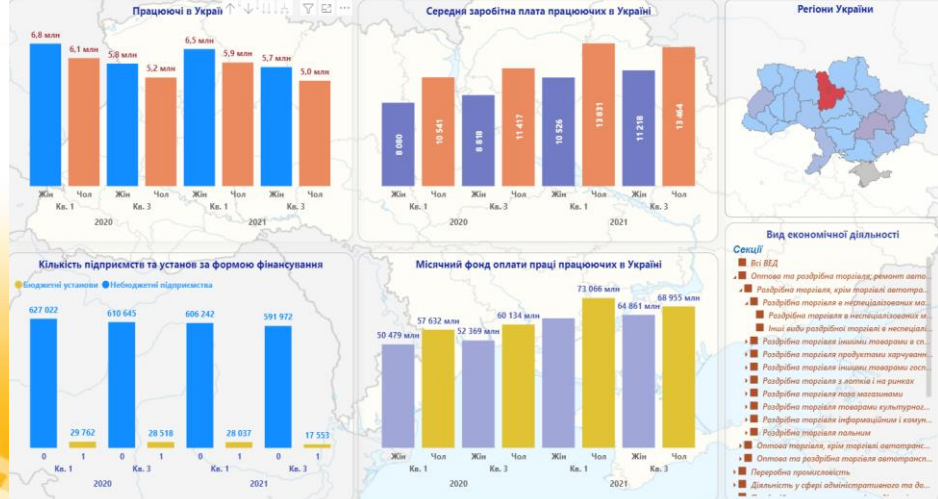 Працюючі в Україн
6,8 млн
6,1 млн
5,8 млн
5,2 млн
6,5 млн
5,9 млн
5,7 млн
5,0 млн
Жін Чол Жін Чол Жін Чол Жін Чол
Кв. 1 Кв. 3 Кв. 1 Кв. 3
2020 2021
Середня заробітна плата працюючих в Україні
8 080
10 541
8 818
11 417
10 526
13 831
11 218
13 464
Жін Чол Жін Чол Жін Чол Жін Чол
Кв. 1 Кв. 3 Кв. 1 Кв. 3
2020 2021
Регіони України
Кількість підприємств та установ за формою фінансування
Бюджетні установи Небюджетні підприємства
627 022
29 762
610 645
28 518
606 242
28 037
591 972
17 553
0 1 0 1 0 1 0 1
Кв. 1 Кв. 3 Кв. 1 Кв. 3
2020 2021
Місячний фонд оплати праці працюючих в Україні
50 479 млн
57 632 млн
52 369 млн
60 134 млн
73 066 млн
64 861 млн
68 955 млн
Жін Чол Жін Чол Жін Чол Жін Чол
Кв. 1 Кв. 3 Кв. 1 Кв. 3
2020 2021
Вид економічної діяльності
Секції
Всі ВЕД
Оптова та роздрібна торгівля; ремонт авто...
Роздрібна торгівля, крім торгівлі автотра...
Роздрібна торгівля в неспеціалізованих ма...
Роздрібна торгівля в неспеціалізованих м...
Інші види роздрібної торгівлі в неспеціалі...
Роздрібна торгівля іншими товарами в сп...
Роздрібна торгівля продуктами харчуванн...
Роздрібна торгівля іншими товарами госп...
Роздрібна торгівля з лотків і на ринках
Роздрібна торгівля поза магазинами
Роздрібна торгівля товарами культурног...
Роздрібна торгівля інформаційним і комун...
Роздрібна торгівля пальним
Оптова торгівля, крім торгівлі автотранс...
Оптова та роздрібна торгівля автотрансп...
Переробна промисловість
Діяльність у сфері адміністративного та до...